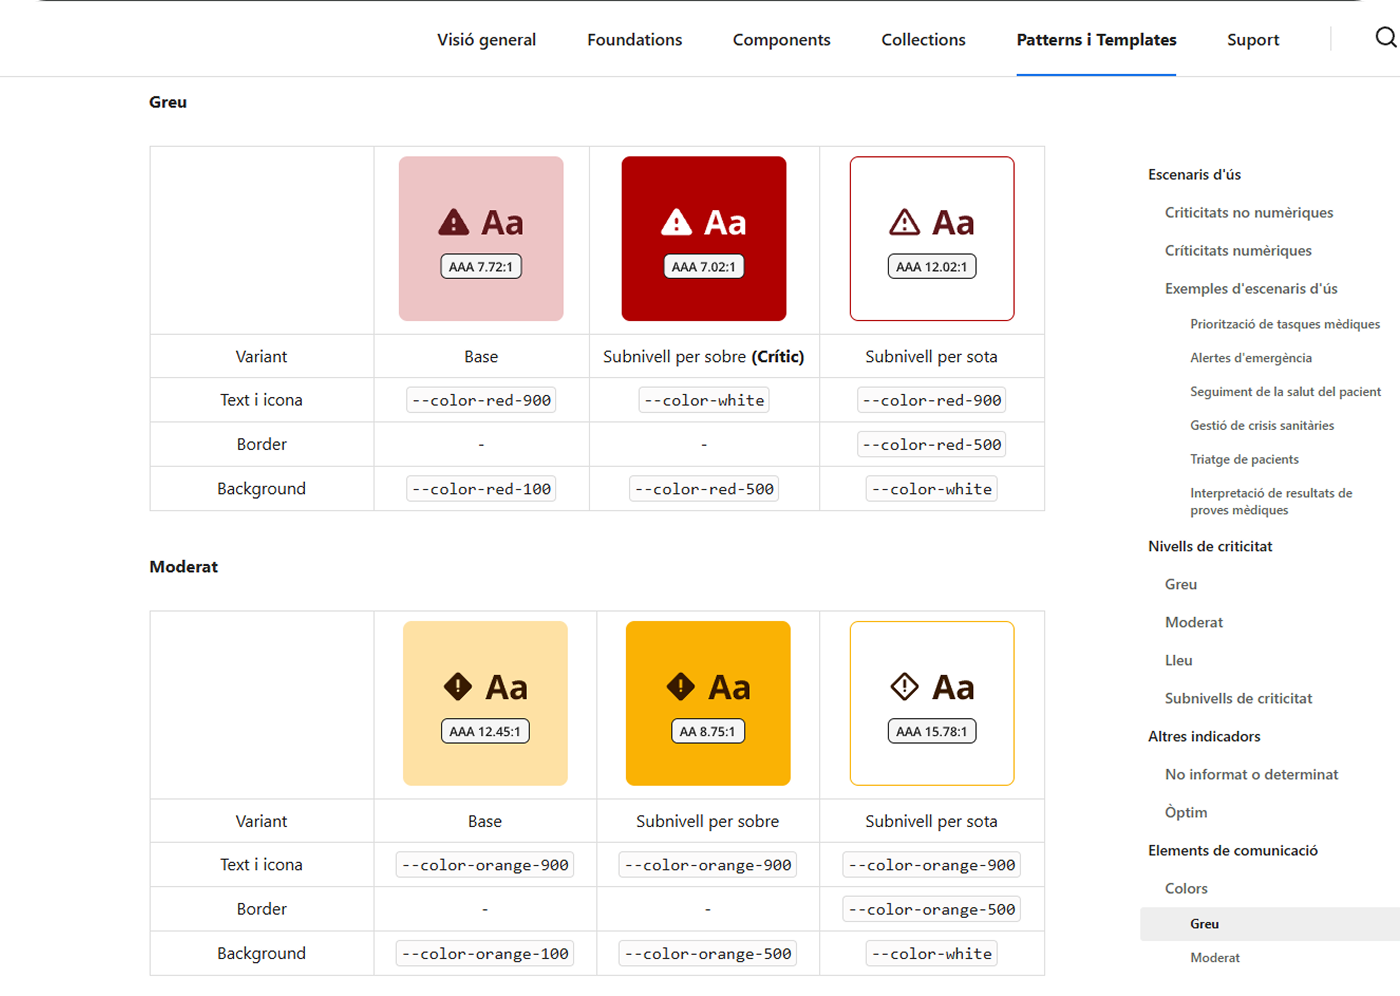 Visió general Foundations Components Collections Patterns i Templates Suport
Greu
Aa Aa Aa
AAA 7.72:1 AAA 7.02:1 AAA 12.02:1
Variant Base Subnivell per sobre (Crític) Subnivell per sota
Text i icona --color-red-900 --color-white --color-red-900
Border - - --color-red-500
Background --color-red-100 --color-red-500 --color-white
Moderat
Aa Aa Aa
AAA 12.45:1 AA 8.75:1 AAA 15.78:1
Variant Base Subnivell per sobre Subnivell per sota
Text i icona --color-orange-900 --color-orange-900 --color-orange-900
Border - - --color-orange-500
Background --color-orange-100 --color-orange-500 --color-white
Escenaris d'ús
Criticitats no numèriques
Críticitats numèriques
Exemples d'escenaris d'ús
Priorització de tasques mèdiques
Alertes d'emergència
Seguiment de la salut del pacient
Gestió de crisis sanitàries
Triatge de pacients
Interpretació de resultats de
proves mèdiques
Nivells de criticitat
Greu
Moderat
Lleu
Subnivells de criticitat
Altres indicadors
No informat o determinat
Òptim
Elements de comunicació
Colors
Greu
Moderat